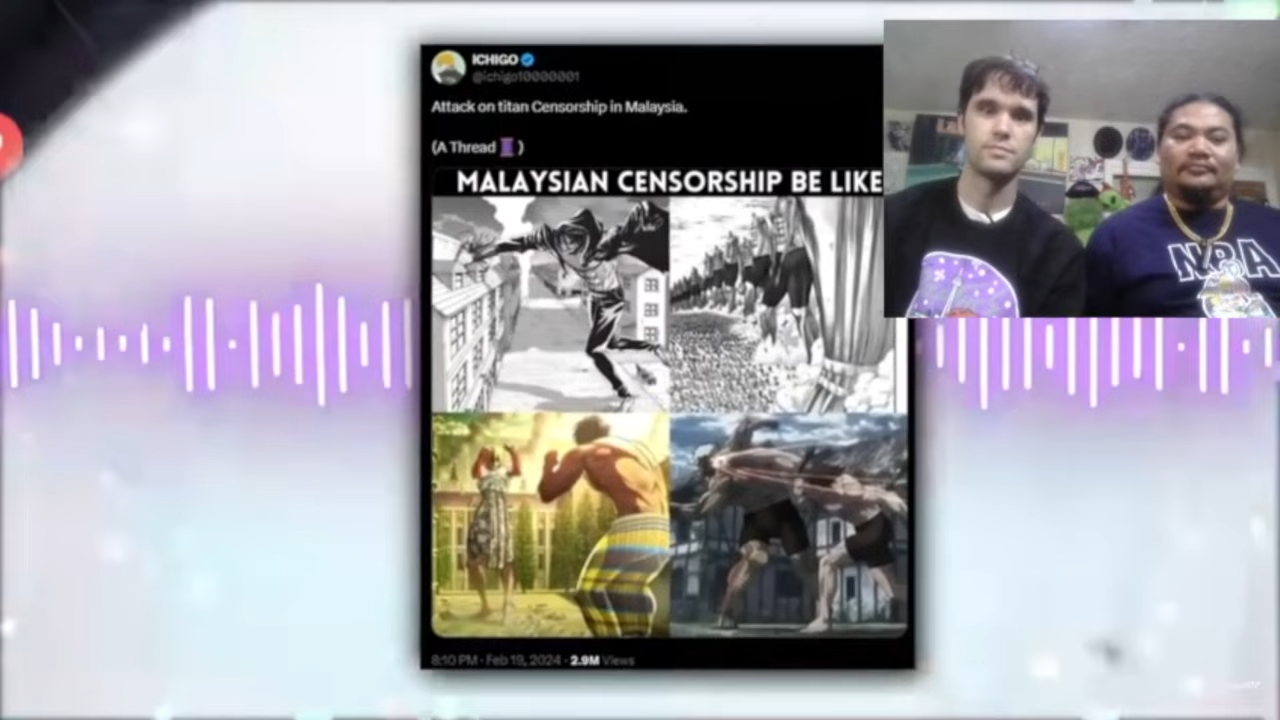 ICHIGO
@ichigo10000001
Attack on titan Censorship in Malaysia.
(A Thread 🧵)
MALAYSIAN CENSORSHIP BE LIKE
8:10 PM · Feb 19, 2024 · 2.9M Views
NBA